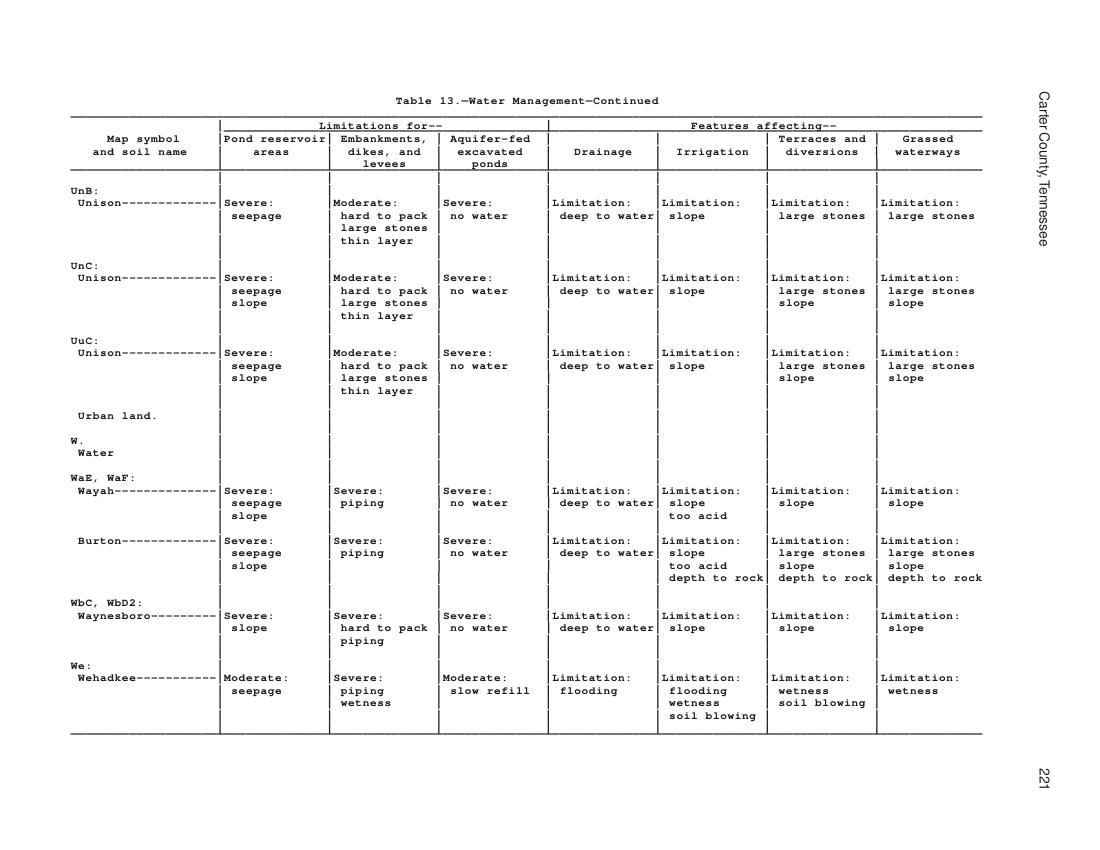 Table 13.—Water Management—Continued
Limitations for-- Features affecting--
Map symbol Pond reservoir Embankments, Aquifer-fed Terraces and Grassed
and soil name areas dikes, and excavated Drainage Irrigation diversions waterways
levees ponds
UnB:
Unison------------- Severe: Moderate: Severe: Limitation: Limitation: Limitation: Limitation:
seepage hard to pack no water deep to water slope large stones large stones
large stones
thin layer
UnC:
Unison------------- Severe: Moderate: Severe: Limitation: Limitation: Limitation: Limitation:
seepage hard to pack no water deep to water slope large stones large stones
slope large stones slope slope
thin layer
UuC:
Unison------------- Severe: Moderate: Severe: Limitation: Limitation: Limitation: Limitation:
seepage hard to pack no water deep to water slope large stones large stones
slope large stones slope slope
thin layer
Urban land.
W.
Water
WaE, WaF:
Wayah-------------- Severe: Severe: Severe: Limitation: Limitation: Limitation: Limitation:
seepage piping no water deep to water slope slope slope
slope too acid
Burton------------- Severe: Severe: Severe: Limitation: Limitation: Limitation: Limitation:
seepage piping no water deep to water slope large stones large stones
slope too acid slope slope
depth to rock depth to rock depth to rock
WbC, WbD2:
Waynesboro--------- Severe: Severe: Severe: Limitation: Limitation: Limitation: Limitation:
slope hard to pack no water deep to water slope slope slope
piping
We:
Wehadkee----------- Moderate: Severe: Moderate: Limitation: Limitation: Limitation: Limitation:
seepage piping slow refill flooding flooding wetness wetness
wetness wetness soil blowing
soil blowing
Carter County, Tennessee
221